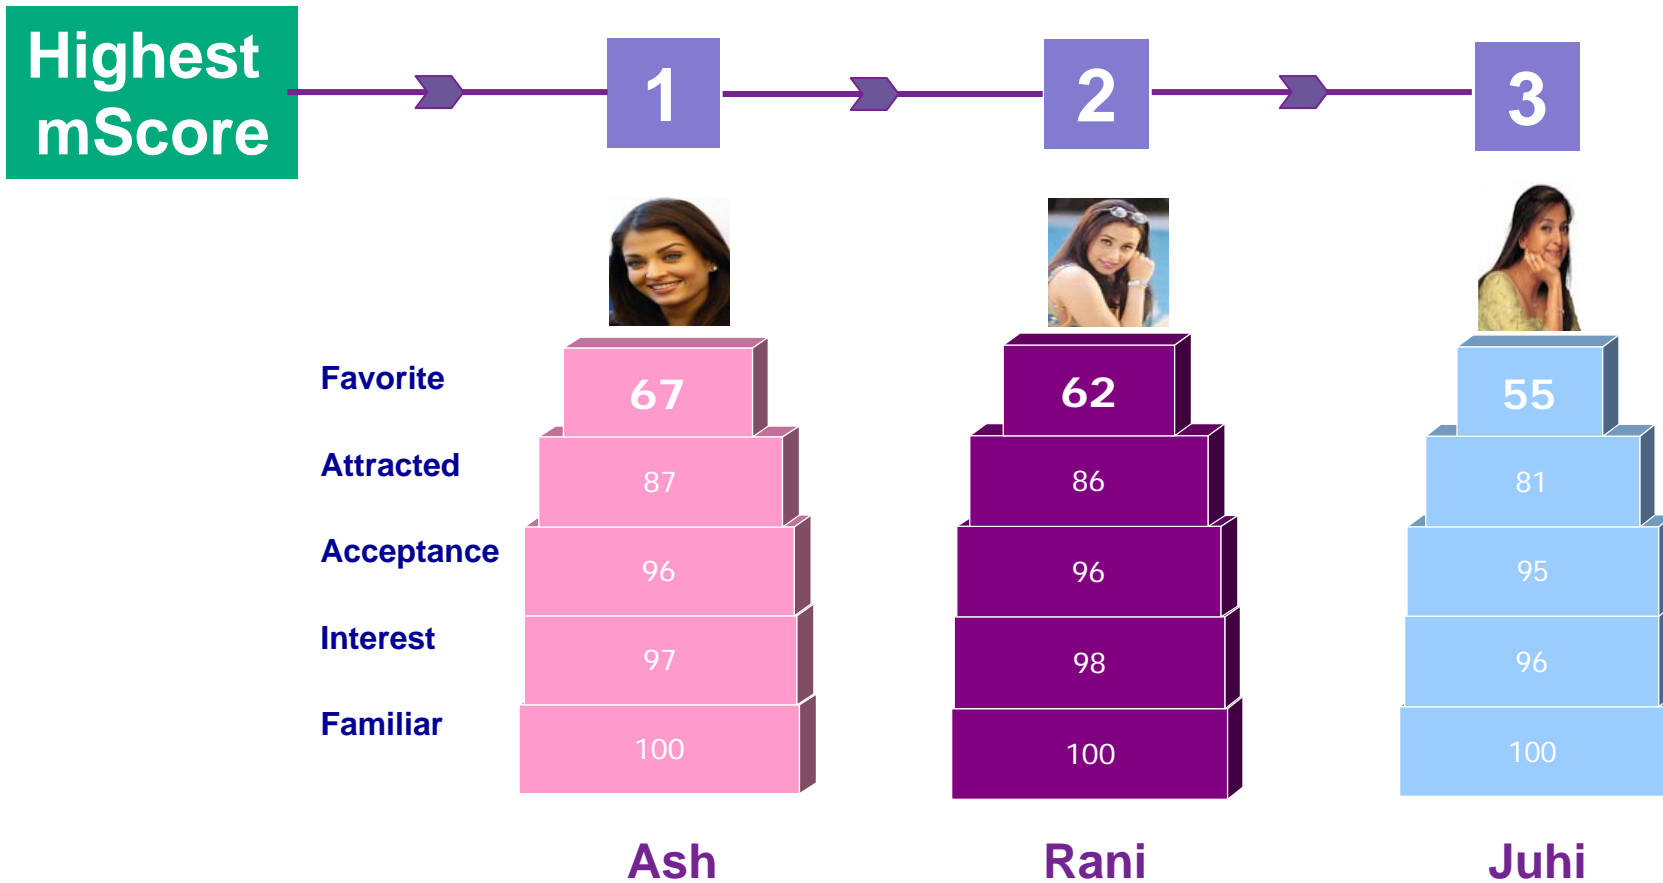 Highest
mScore
1
2
3
Favorite
67
62
55
Attracted
87
86
81
Acceptance
96
96
95
Interest
97
98
96
Familiar
100
100
100
Ash
Rani
Juhi